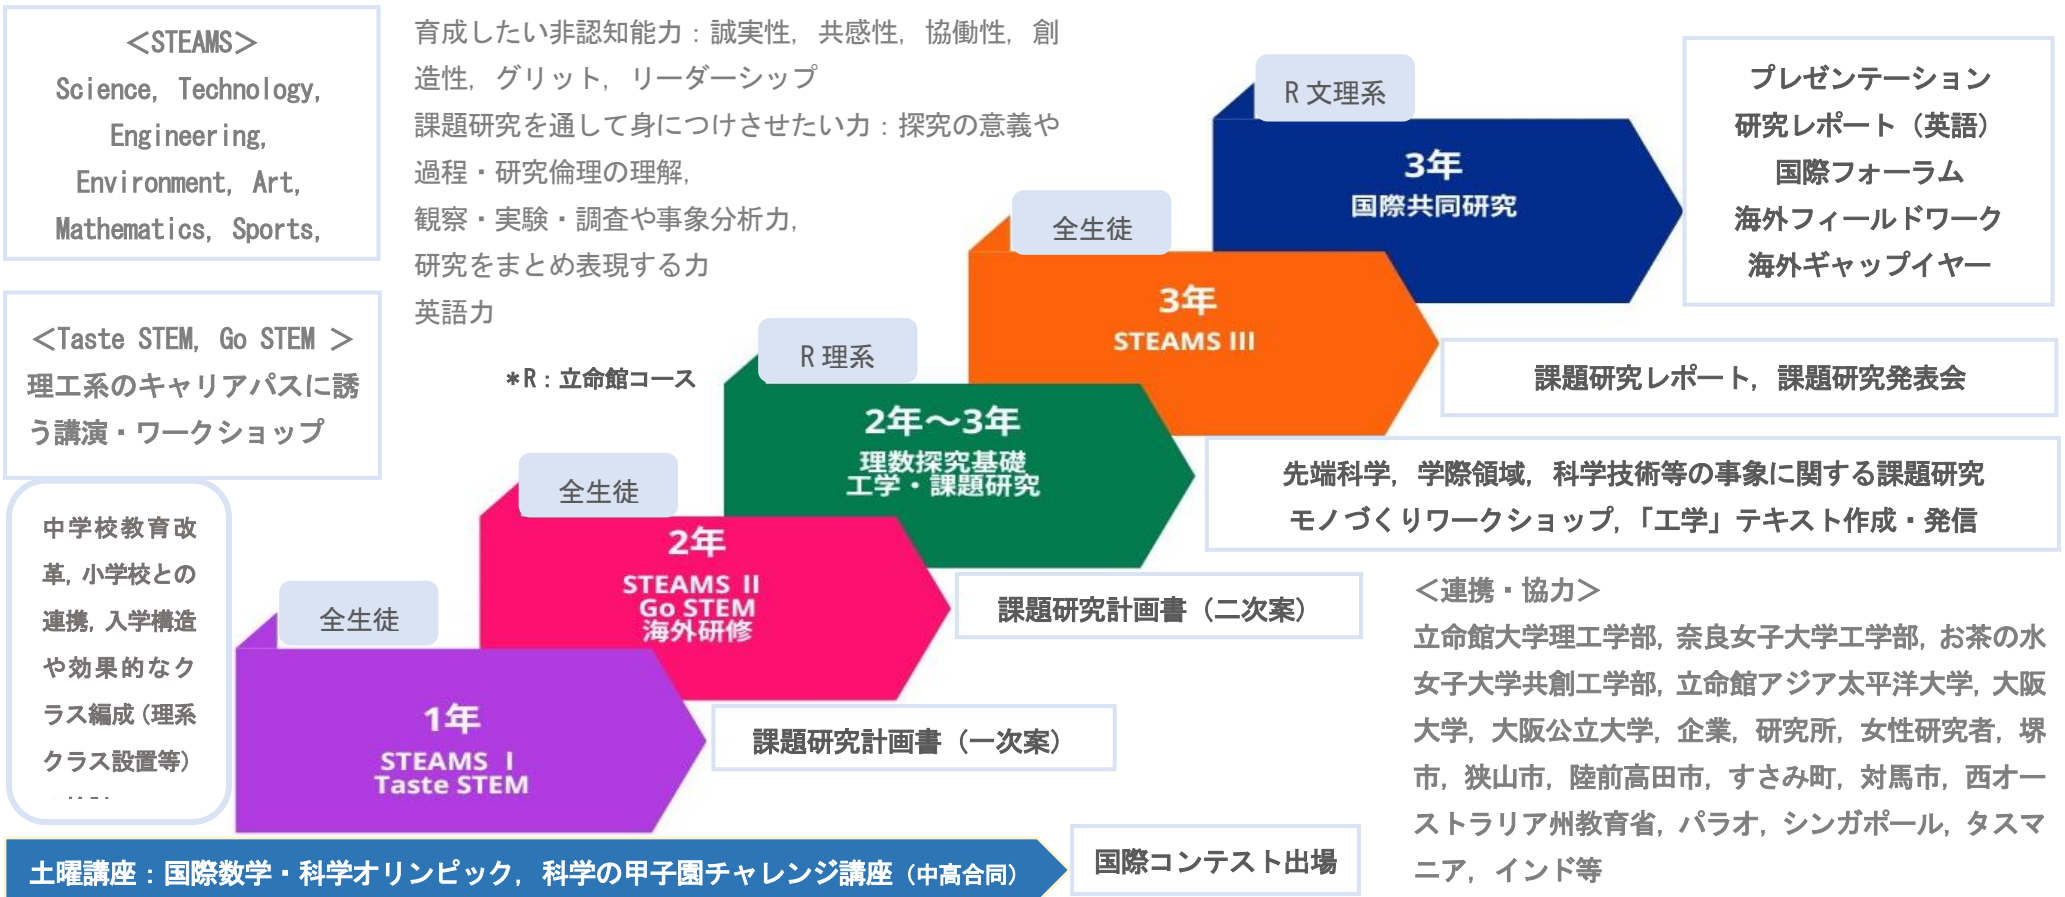 ＜STEAMS＞
Science, Technology,
Engineering,
Environment, Art,
Mathematics, Sports,
＜Taste STEM, Go STEM ＞
理工系のキャリアパスに誘
う講演・ワークショップ
中学校教育改
革, 小学校との
連携, 入学構造
や効果的なク
ラス編成（理系
クラス設置等）
育成したい非認知能力：誠実性, 共感性, 協働性, 創
造性, グリット, リーダーシップ
課題研究を通して身につけさせたい力：探究の意義や
過程・研究倫理の理解,
観察・実験・調査や事象分析力,
研究をまとめ表現する力
英語力
*R：立命館コース
R 文理系
3年
国際共同研究
プレゼンテーション
研究レポート（英語）
国際フォーラム
海外フィールドワーク
海外ギャップイヤー
全生徒
3年
STEAMS III
課題研究レポート, 課題研究発表会
R 理系
2年～3年
理数探究基礎
工学・課題研究
先端科学, 学際領域, 科学技術等の事象に関する課題研究
モノづくりワークショップ,「工学」テキスト作成・発信
全生徒
2年
STEAMS II
Go STEM
海外研修
課題研究計画書（二次案）
全生徒
1年
STEAMS I
Taste STEM
課題研究計画書（一次案）
＜連携・協力＞
立命館大学理工学部, 奈良女子大学工学部, お茶の水
女子大学共創工学部, 立命館アジア太平洋大学, 大阪
大学, 大阪公立大学, 企業, 研究所, 女性研究者, 堺
市, 狭山市, 陸前高田市, すさみ町, 対馬市, 西オー
ストラリア州教育省, パラオ, シンガポール, タスマ
ニア, インド等
土曜講座：国際数学・科学オリンピック, 科学の甲子園チャレンジ講座（中高合同）
国際コンテスト出場